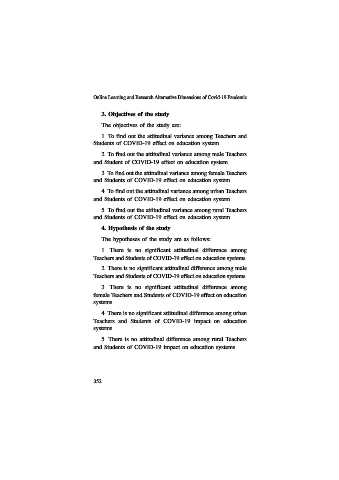 Online Learning and Research Alternative Dimensions of Covid-19 Pandemic
3. Objectives of the study
The objectives of the study are:
1 To find out the attitudinal variance among Teachers and
Students of COVID-19 effect on education system
2 To find out the attitudinal variance among male Teachers
and Student of COVID-19 effect on education system
3 To find out the attitudinal variance among female Teachers
and Students of COVID-19 effect on education system
4 To find out the attitudinal variance among urban Teachers
and Students of COVID-19 effect on education system
5 To find out the attitudinal variance among rural Teachers
and Students of COVID-19 effect on education system
4. Hypothesis of the study
The hypotheses of the study are as follows:
1 There is no significant attitudinal difference among
Teachers and Students of COVID-19 effect on education systems
2 There is no significant attitudinal difference among male
Teachers and Students of COVID-19 effect on education systems
3 There is no significant attitudinal difference among
female Teachers and Students of COVID-19 effect on education
systems
4 There is no significant attitudinal difference among urban
Teachers and Students of COVID-19 impact on education
systems
5 There is no attitudinal difference among rural Teachers
and Students of COVID-19 impact on education systems
352